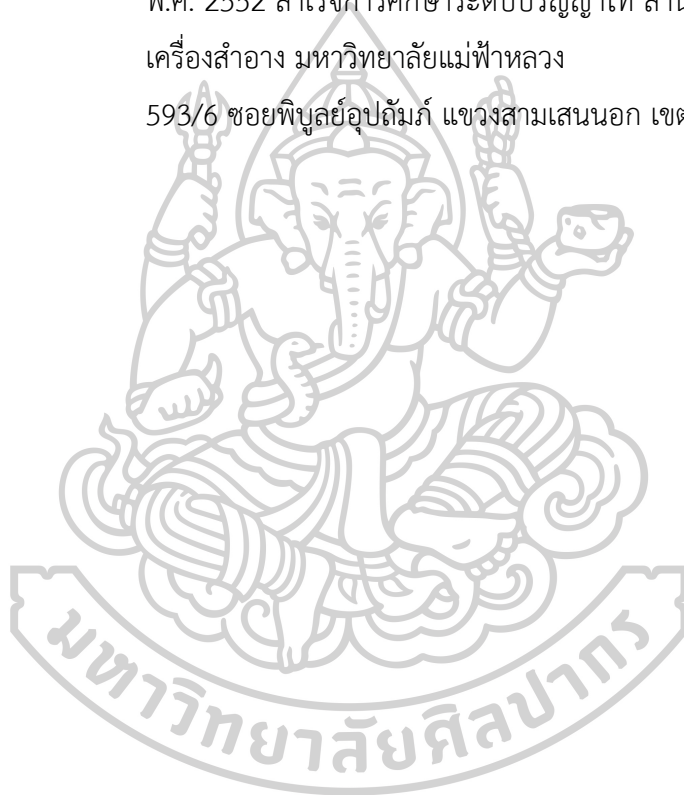 พ.ศ. 2552 สำเร็จการศึกษาระดับปริญญาโท
เครื่องสำอาง มหาวิทยาลัยแม่ฟ้าหลวง
593/6 ซอยพิบูลย์อุปถัมภ์ แขวงสามเสนนอก
มหาวิทยาลัยศิลปากร